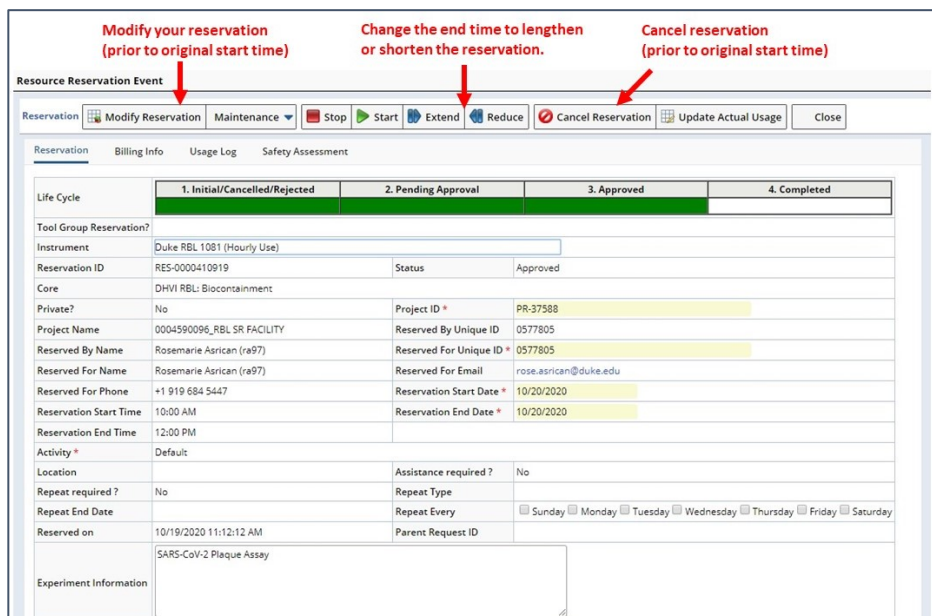 Modify your reservation
(prior to original start time)
Change the end time to lengthen
or shorten the reservation.
Cancel reservation
(prior to original start time)
Resource Reservation Event
Reservation Modify Reservation Maintenance Stop Start Extend Reduce Cancel Reservation Update Actual Usage Close
Reservation Billing Info Usage Log Safety Assessment
Life Cycle 1. Initial/Cancelled/Rejected 2. Pending Approval 3. Approved 4. Completed
Tool Group Reservation?
Instrument Duke RBL 1081 (Hourly Use)
Reservation ID RES-0000410919 Status Approved
Core DHVI RBL: Biocontainment
Private? No Project ID * PR-37588
Project Name 0004590096_RBL SR FACILITY Reserved By Unique ID 0577805
Reserved By Name Rosemarie Asrican (ra97) Reserved For Unique ID * 0577805
Reserved For Name Rosemarie Asrican (ra97) Reserved For Email rose.asrican@duke.edu
Reserved For Phone +1 919 684 5447 Reservation Start Date * 10/20/2020
Reservation Start Time 10:00 AM Reservation End Date * 10/20/2020
Reservation End Time 12:00 PM
Activity * Default
Location Assistance required ? No
Repeat required ? No Repeat Type
Repeat End Date Repeat Every Sunday Monday Tuesday Wednesday Thursday Friday Saturday
Reserved on 10/19/2020 11:12:12 AM Parent Request ID
SARS-CoV-2 Plaque Assay
Experiment Information